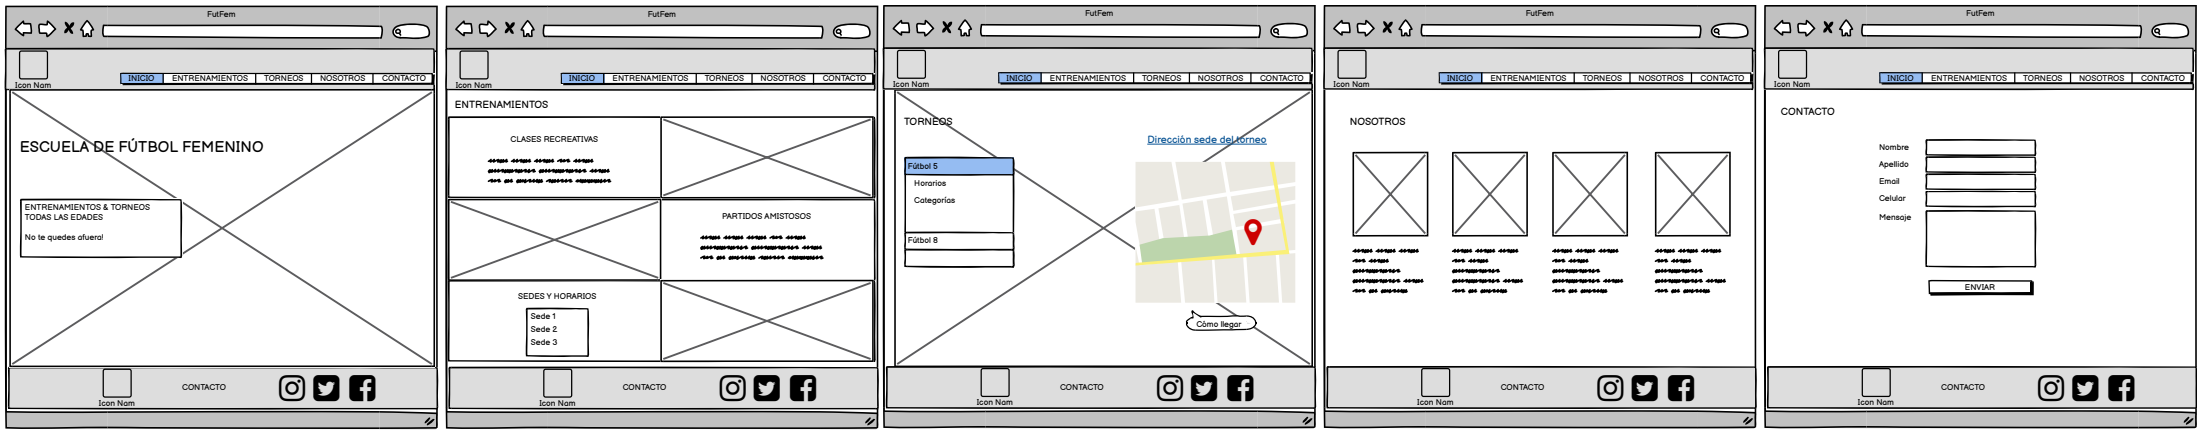 FutFem
Icon Nam
INICIO ENTRENAMIENTOS TORNEOS NOSOTROS CONTACTO
ESCUELA DE FÚTBOL FEMENINO
ENTRENAMIENTOS & TORNEOS
TODAS LAS EDADES
No te quedes afuera!
Icon Nam
CONTACTO
FutFem
Icon Nam
INICIO ENTRENAMIENTOS TORNEOS NOSOTROS CONTACTO
ENTRENAMIENTOS
CLASES RECREATIVAS
PARTIDOS AMISTOSOS
SEDES Y HORARIOS
Sede 1
Sede 2
Sede 3
Icon Nam
CONTACTO
FutFem
Icon Nam
INICIO ENTRENAMIENTOS TORNEOS NOSOTROS CONTACTO
TORNEOS
Dirección sede del torneo
Fútbol 5
Horarios
Categorías
Fútbol 8
Cómo llegar
Icon Nam
CONTACTO
FutFem
Icon Nam
INICIO ENTRENAMIENTOS TORNEOS NOSOTROS CONTACTO
NOSOTROS
Icon Nam
CONTACTO
FutFem
Icon Nam
INICIO ENTRENAMIENTOS TORNEOS NOSOTROS CONTACTO
CONTACTO
Nombre
Apellido
Email
Celular
Mensaje
ENVIAR
Icon Nam
CONTACTO